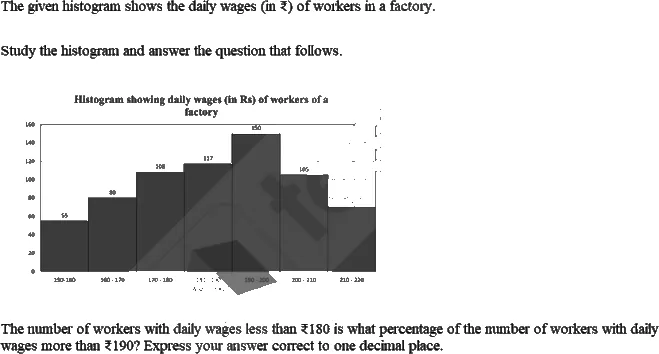 The given histogram shows the daily wages (in ₹) of workers in a factory.
Study the histogram and answer the question that follows.
Histogram showing daily wages (in Rs) of workers of a
factory
160
140
120
100
80
60
40
20
0
55
80
108
117
150
105
150-160
160 - 170
170 - 180
190 - 200
200 - 210
210 - 220
The number of workers with daily wages less than ₹180 is what percentage of the number of workers with daily
wages more than ₹190? Express your answer correct to one decimal place.